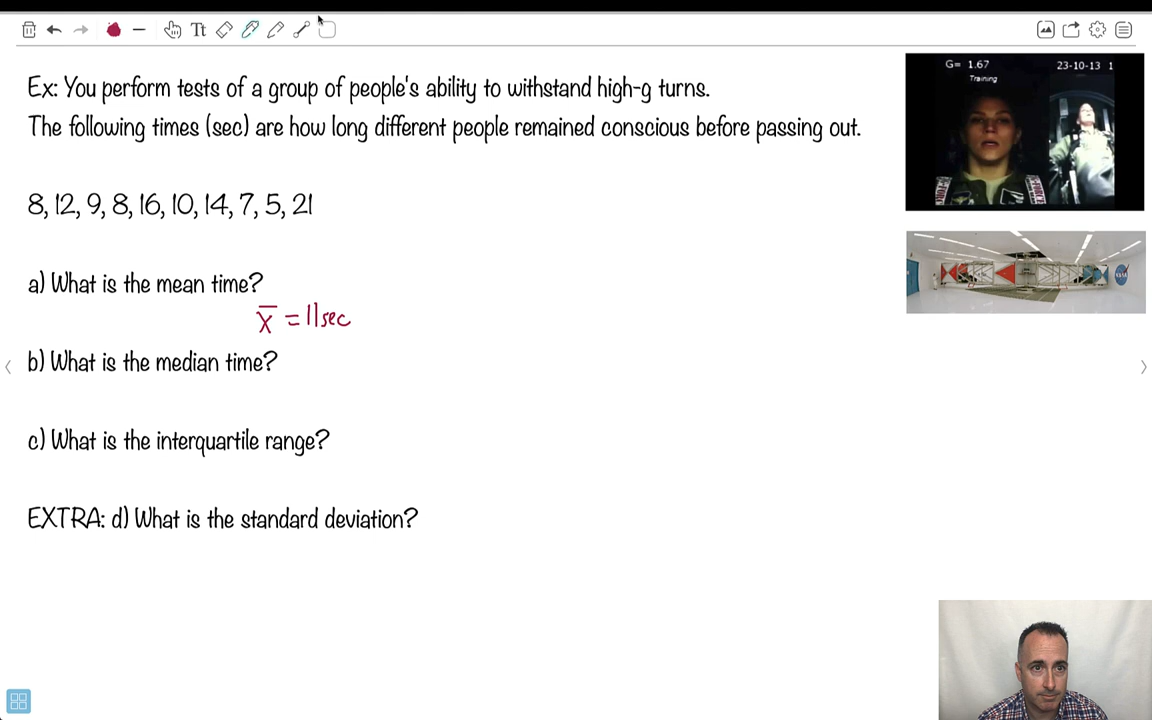 Tt
G= 1.67 23-10-13 1
Training
Ex: You perform tests of a group of people's ability to withstand high-g turns.
The following times (sec) are how long different people remained conscious before passing out.
8, 12, 9, 8, 16, 10, 14, 7, 5, 21
a) What is the mean time?
x̅ = 11sec
b) What is the median time?
c) What is the interquartile range?
EXTRA: d) What is the standard deviation?